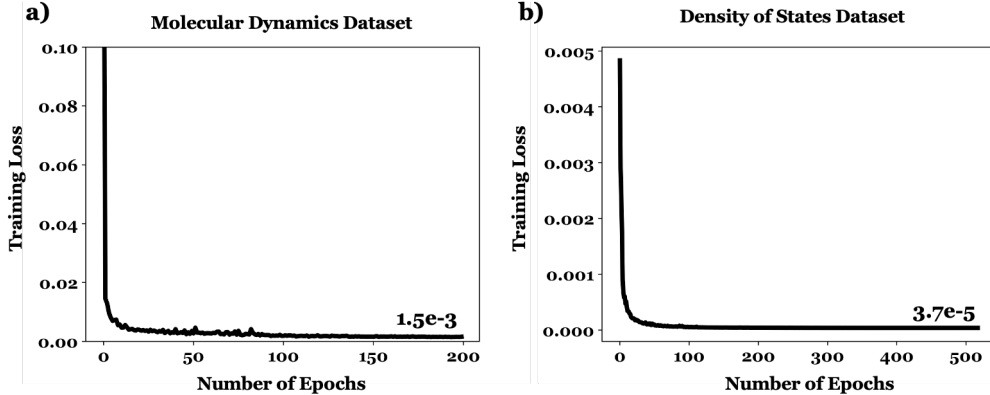 a)
Molecular Dynamics Dataset
0.10
0.08
0.06
0.04
0.02
0.00
Training Loss
1.5e-3
0 50 100 150 200
Number of Epochs
b)
Density of States Dataset
0.005
0.004
0.003
0.002
0.001
0.000
Training Loss
3.7e-5
0 100 200 300 400 500
Number of Epochs